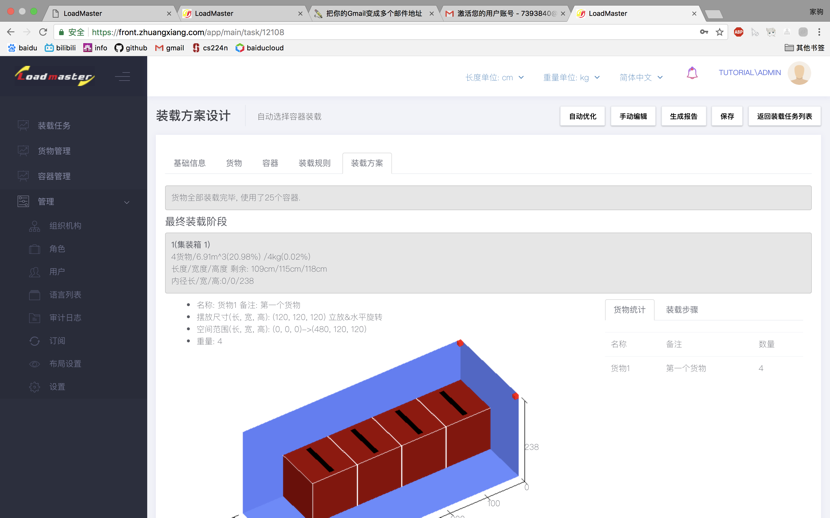 LoadMaster
LoadMaster
把你的Gmail变成多个邮件地址
激活您的用户账号 - 7393840@
LoadMaster
家驹
安全 https://front.zhuangxiang.com/app/main/task/12108
ABP
baidu
bilibili
info
github
gmail
cs224n
baiducloud
其他书签
Loadmaster
长度单位: cm
重量单位: kg
简体中文
TUTORIAL\ADMIN
装载任务
货物管理
容器管理
管理
组织机构
角色
用户
语言列表
审计日志
订阅
布局设置
设置
装载方案设计
自动选择容器装载
自动优化
手动编辑
生成报告
保存
返回装载任务列表
基础信息
货物
容器
装载规则
装载方案
货物全部装载完毕, 使用了25个容器.
最终装载阶段
1(集装箱 1)
4货物/6.91m^3(20.98%) /4kg(0.02%)
长度/宽度/高度 剩余: 109cm/115cm/118cm
内径长/宽/高:0/0/238
名称: 货物1 备注: 第一个货物
摆放尺寸(长, 宽, 高): (120, 120, 120) 立放&水平旋转
空间范围(长, 宽, 高): (0, 0, 0)–>(480, 120, 120)
重量: 4
货物统计
装载步骤
名称
备注
数量
货物1
第一个货物
4
238
0
100